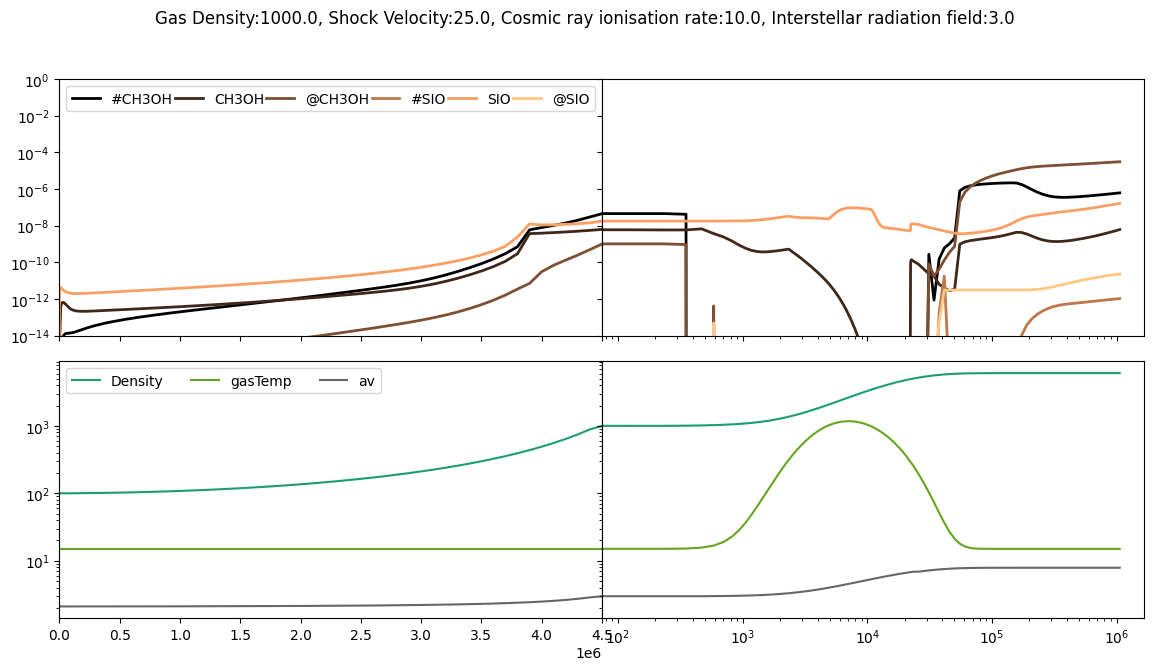 Gas Density:1000.0, Shock Velocity:25.0, Cosmic ray ionisation rate:10.0, Interstellar radiation field:3.0
10^0
10^-2
10^-4
10^-6
10^-8
10^-10
10^-12
10^-14
#CH3OH CH3OH @CH3OH #SIO SIO @SIO
10^3
10^2
10^1
Density gasTemp av
0.0 0.5 1.0 1.5 2.0 2.5 3.0 3.5 4.0 4.5
1e6
10^2 10^3 10^4 10^5 10^6